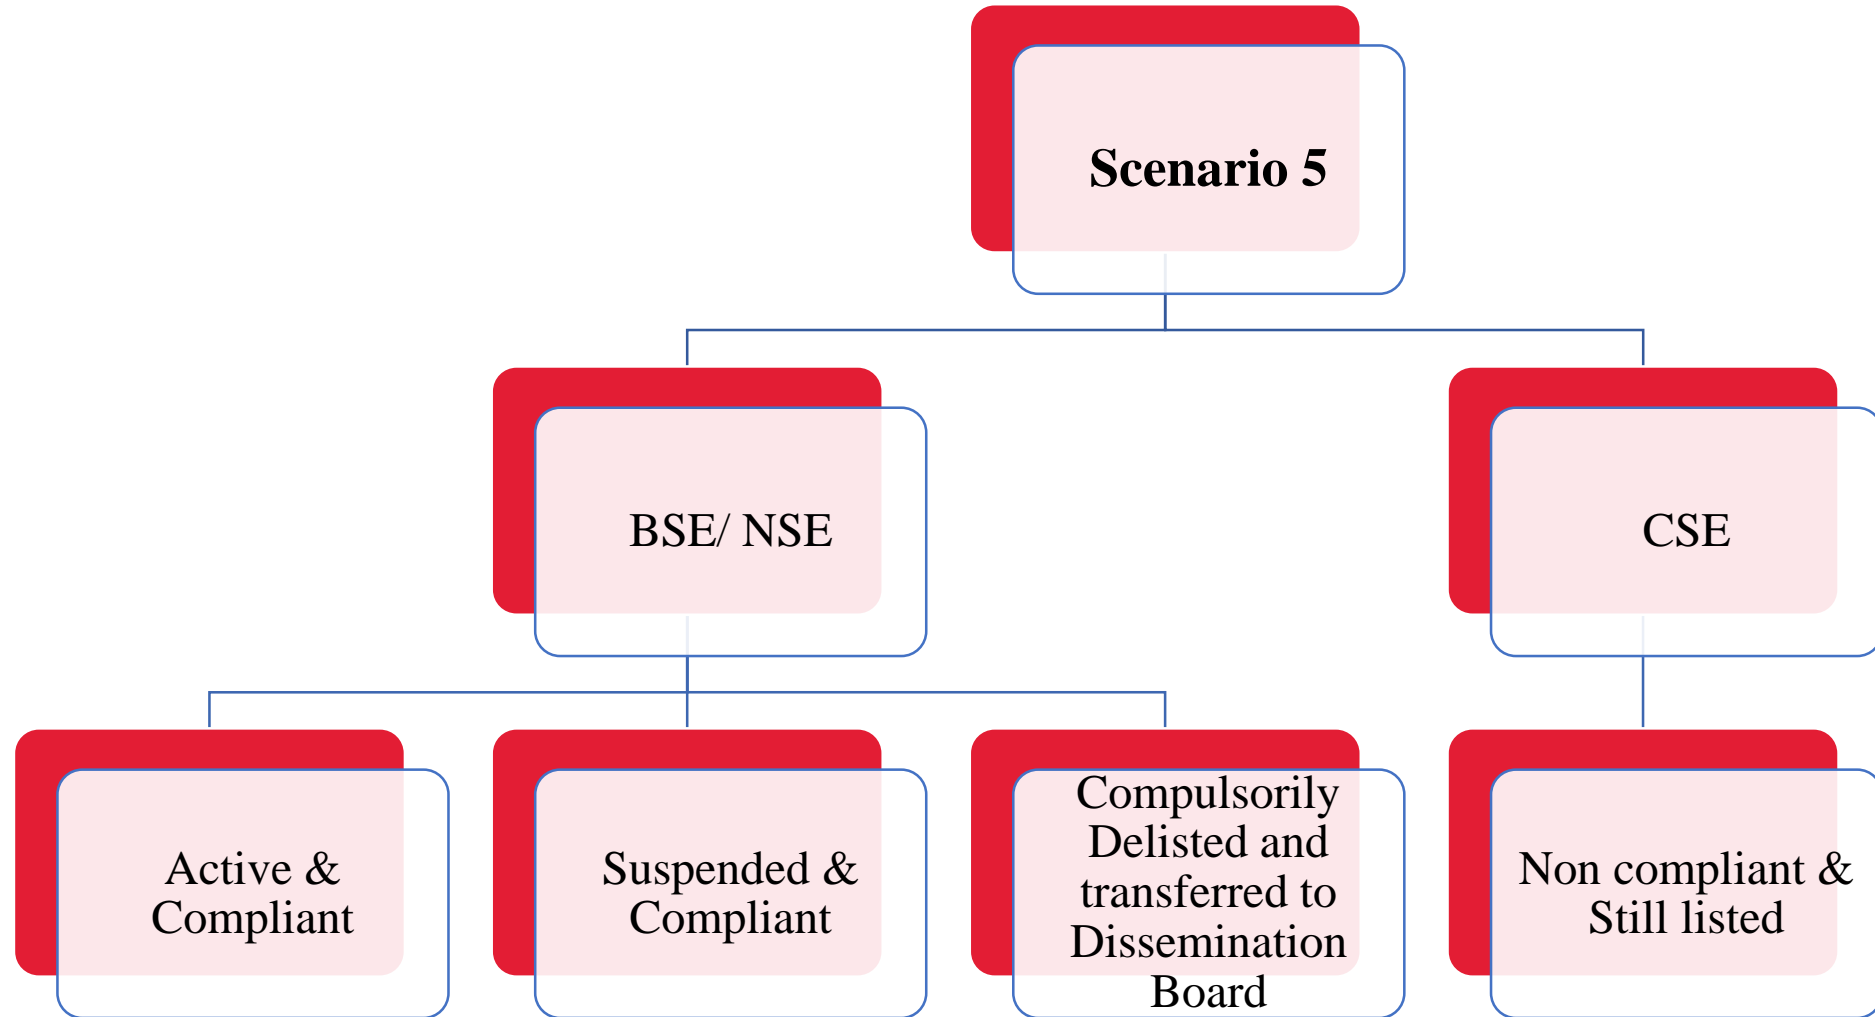 Scenario 5
BSE/ NSE
CSE
Active &
Compliant
Suspended &
Compliant
Compulsorily
Delisted and
transferred to
Dissemination
Board
Non compliant &
Still listed